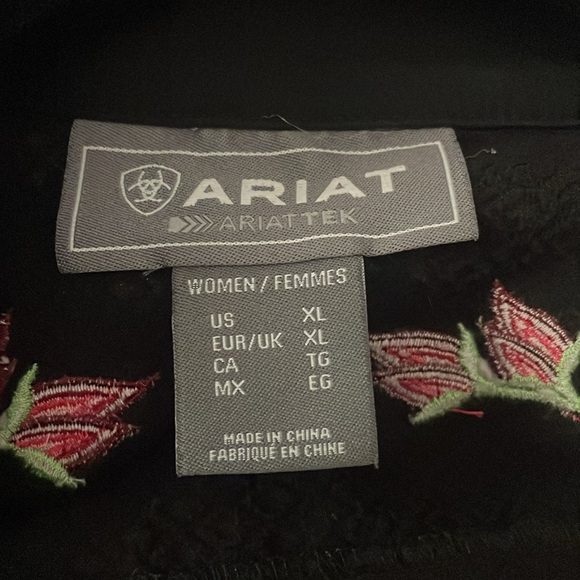 ARIAT
ARIATTEK
WOMEN / FEMMES
US XL
EUR/UK XL
CA TG
MX EG
MADE IN CHINA
FABRIQUÉ EN CHINE